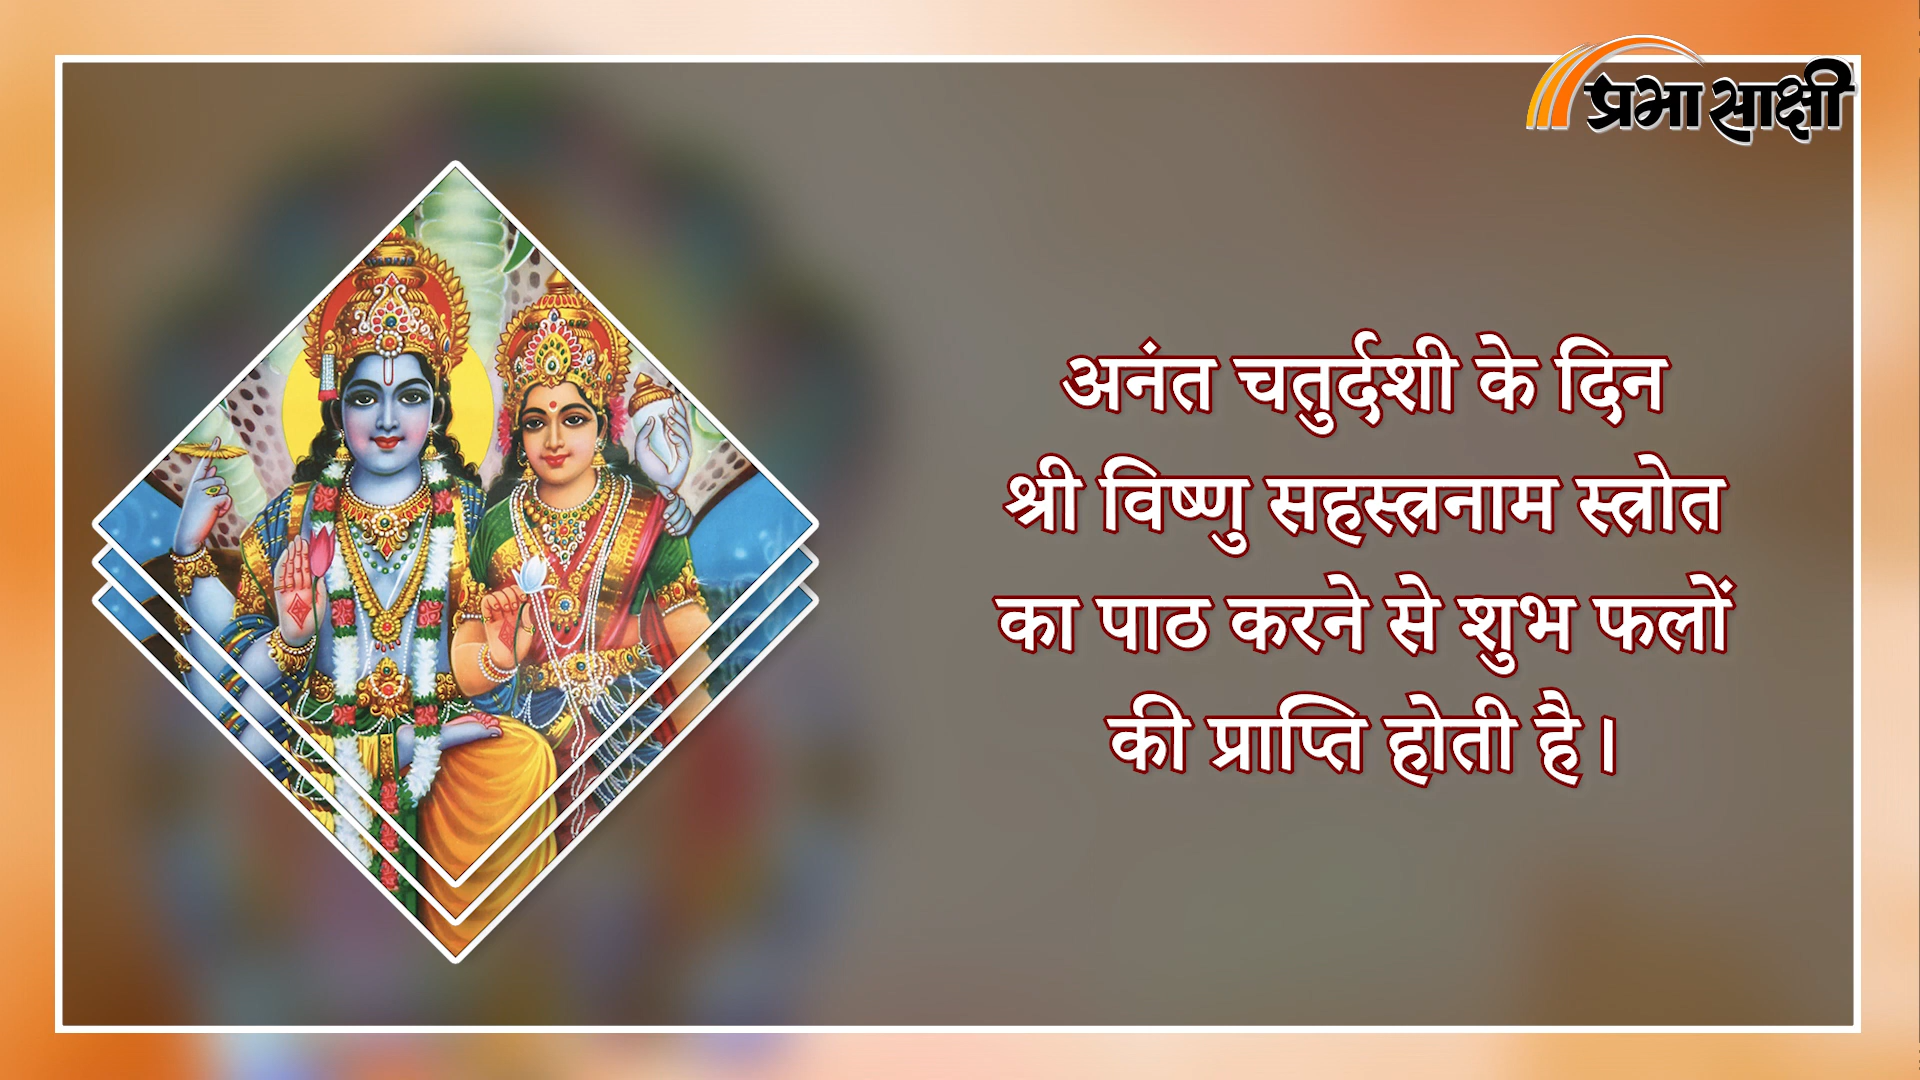 प्रभासाक्षी
अनंत चतुर्दशी के दिन
श्री विष्णु सहस्त्रनाम स्त्रोत
का पाठ करने से शुभ फलों
की प्राप्ति होती है।